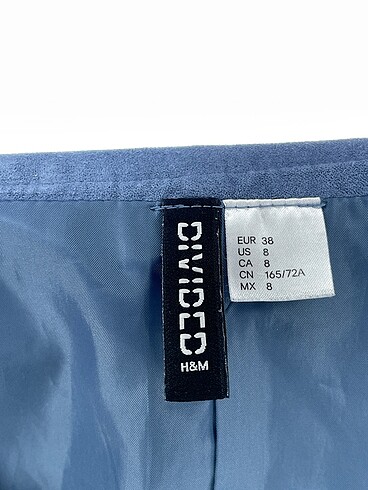 DIVIDED
H&M
EUR 38
US 8
CA 8
CN 165/72A
MX 8